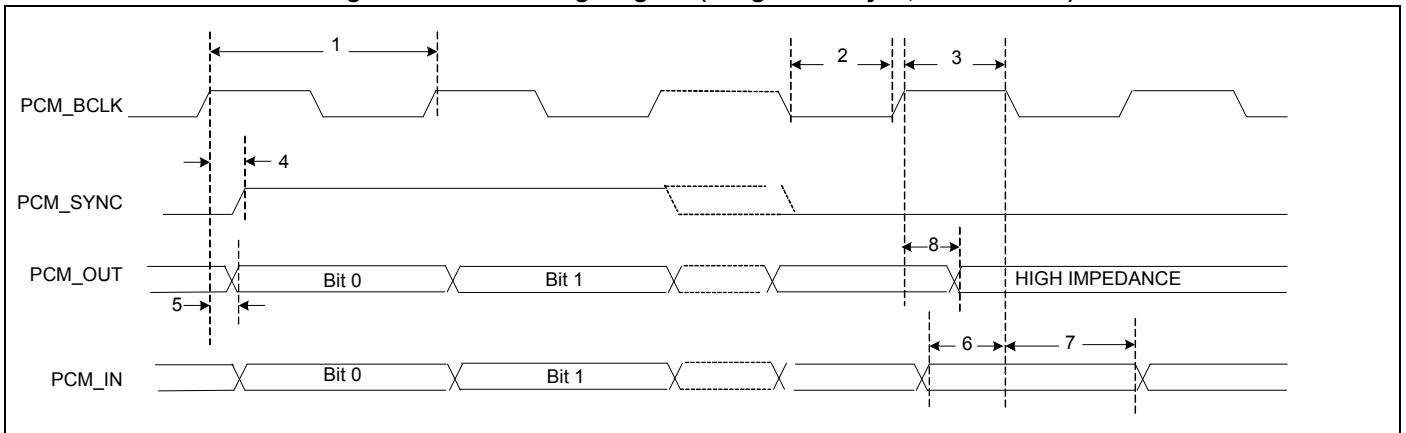 1
2
3
PCM_BCLK
4
PCM_SYNC
8
PCM_OUT
Bit 0
Bit 1
HIGH IMPEDANCE
5
6
7
PCM_IN
Bit 0
Bit 1